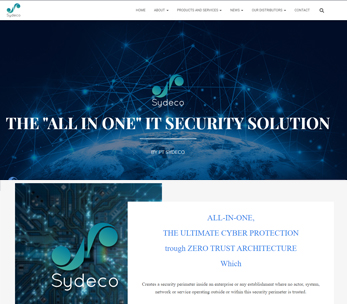 Sydeco
HOME ABOUT PRODUCTS AND SERVICES NEWS OUR DISTRIBUTORS CONTACT
Sydeco
THE "ALL IN ONE" IT SECURITY SOLUTION
BY PT SYDECO
Sydeco
ALL-IN-ONE,
THE ULTIMATE CYBER PROTECTION
trough ZERO TRUST ARCHITECTURE
Which
Creates a security perimeter inside an enterprise or any establishment where no actor, system,
network or service operating outside or within this security perimeter is trusted.